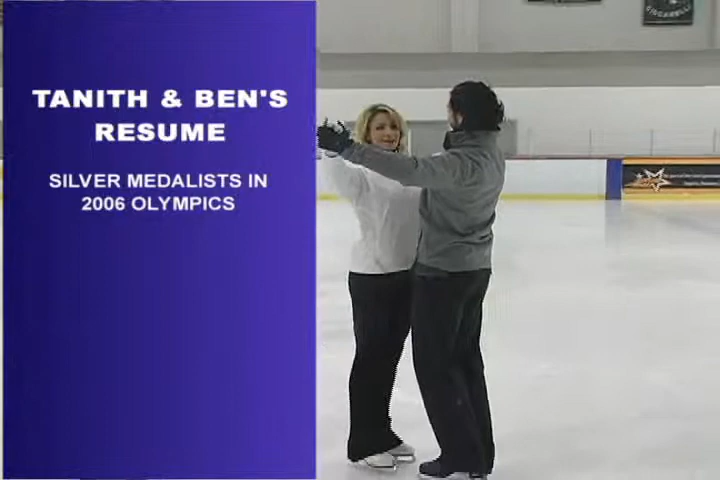 TANITH & BEN'S
RESUME
SILVER MEDALISTS IN
2006 OLYMPICS